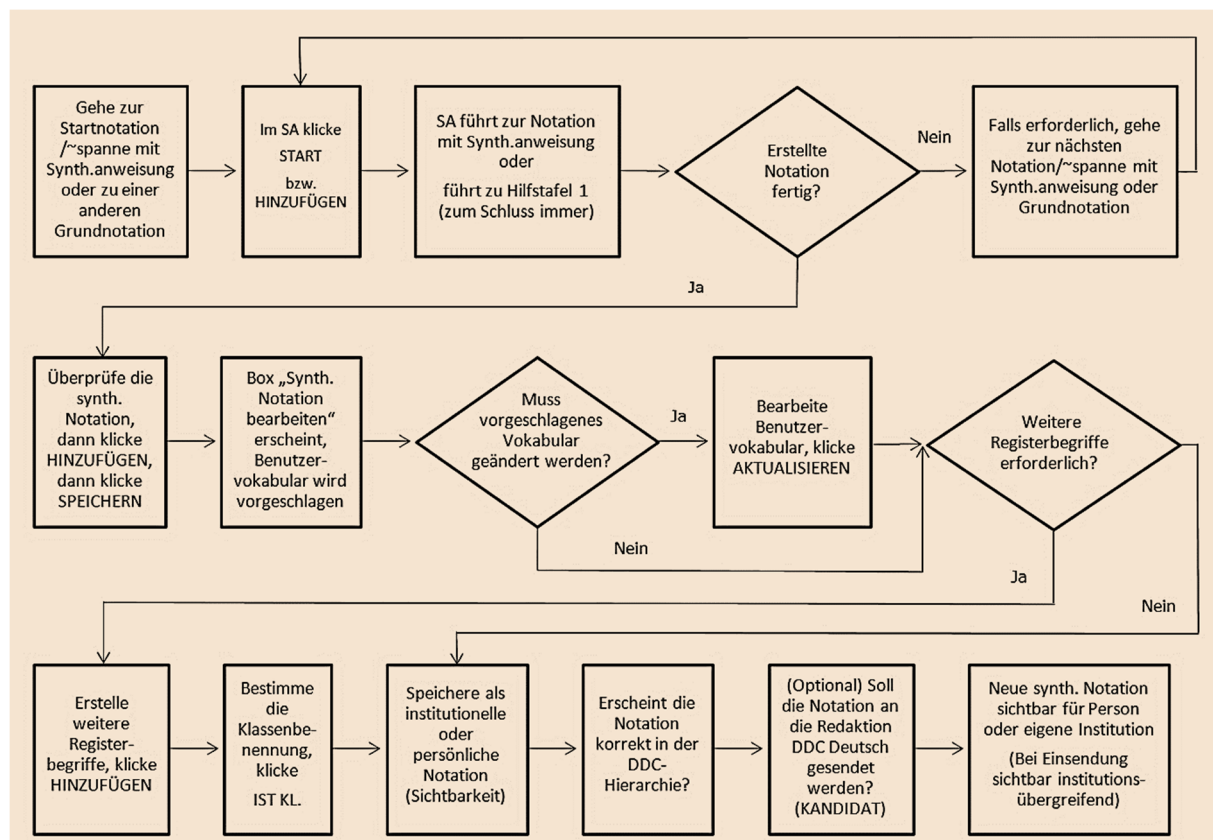 Gehe zur
Startnotation
/~spanne mit
Synth.anweisung
oder zu einer
anderen
Grundnotation
Im SA klicke
START
bzw.
HINZUFÜGEN
SA führt zur Notation
mit Synth.anweisung
oder
führt zu Hilfstafel 1
(zum Schluss immer)
Erstellte
Notation
fertig?
Nein
Falls erforderlich, gehe
zur nächsten
Notation/~spanne mit
Synth.anweisung oder
Grundnotation
Ja
Überprüfe die
synth.
Notation,
dann klicke
HINZUFÜGEN,
dann klicke
SPEICHERN
Box „Synth.
Notation
bearbeiten“
erscheint,
Benutzer-
vokabular wird
vorgeschlagen
Muss
vorgeschlagenes
Vokabular
geändert werden?
Ja
Bearbeite
Benutzer-
vokabular, klicke
AKTUALISIEREN
Weitere
Registerbegriffe
erforderlich?
Nein
Ja
Nein
Erstelle
weitere
Register-
begriffe, klicke
HINZUFÜGEN
Bestimme
die
Klassenbe-
nennung,
klicke
IST KL.
Speichere als
institutionelle
oder
persönliche
Notation
(Sichtbarkeit)
Erscheint die
Notation
korrekt in der
DDC-
Hierarchie?
(Optional) Soll
die Notation an
die Redaktion
DDC Deutsch
gesendet
werden?
(KANDIDAT)
Neue synth. Notation
sichtbar für Person
oder eigene Institution
(Bei Einsendung
sichtbar institutions-
übergreifend)